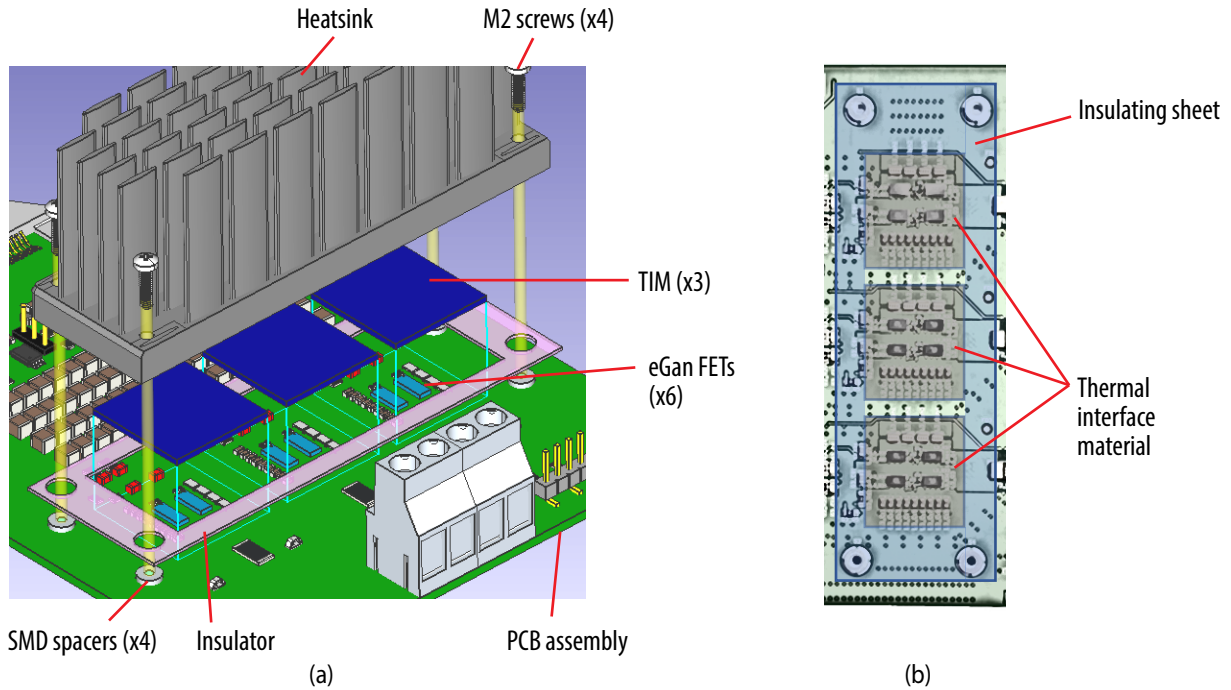 Heatsink
M2 screws (x4)
Insulating sheet
TIM (x3)
eGan FETs
(x6)
Thermal
interface
material
SMD spacers (x4)
Insulator
PCB assembly
(a)
(b)